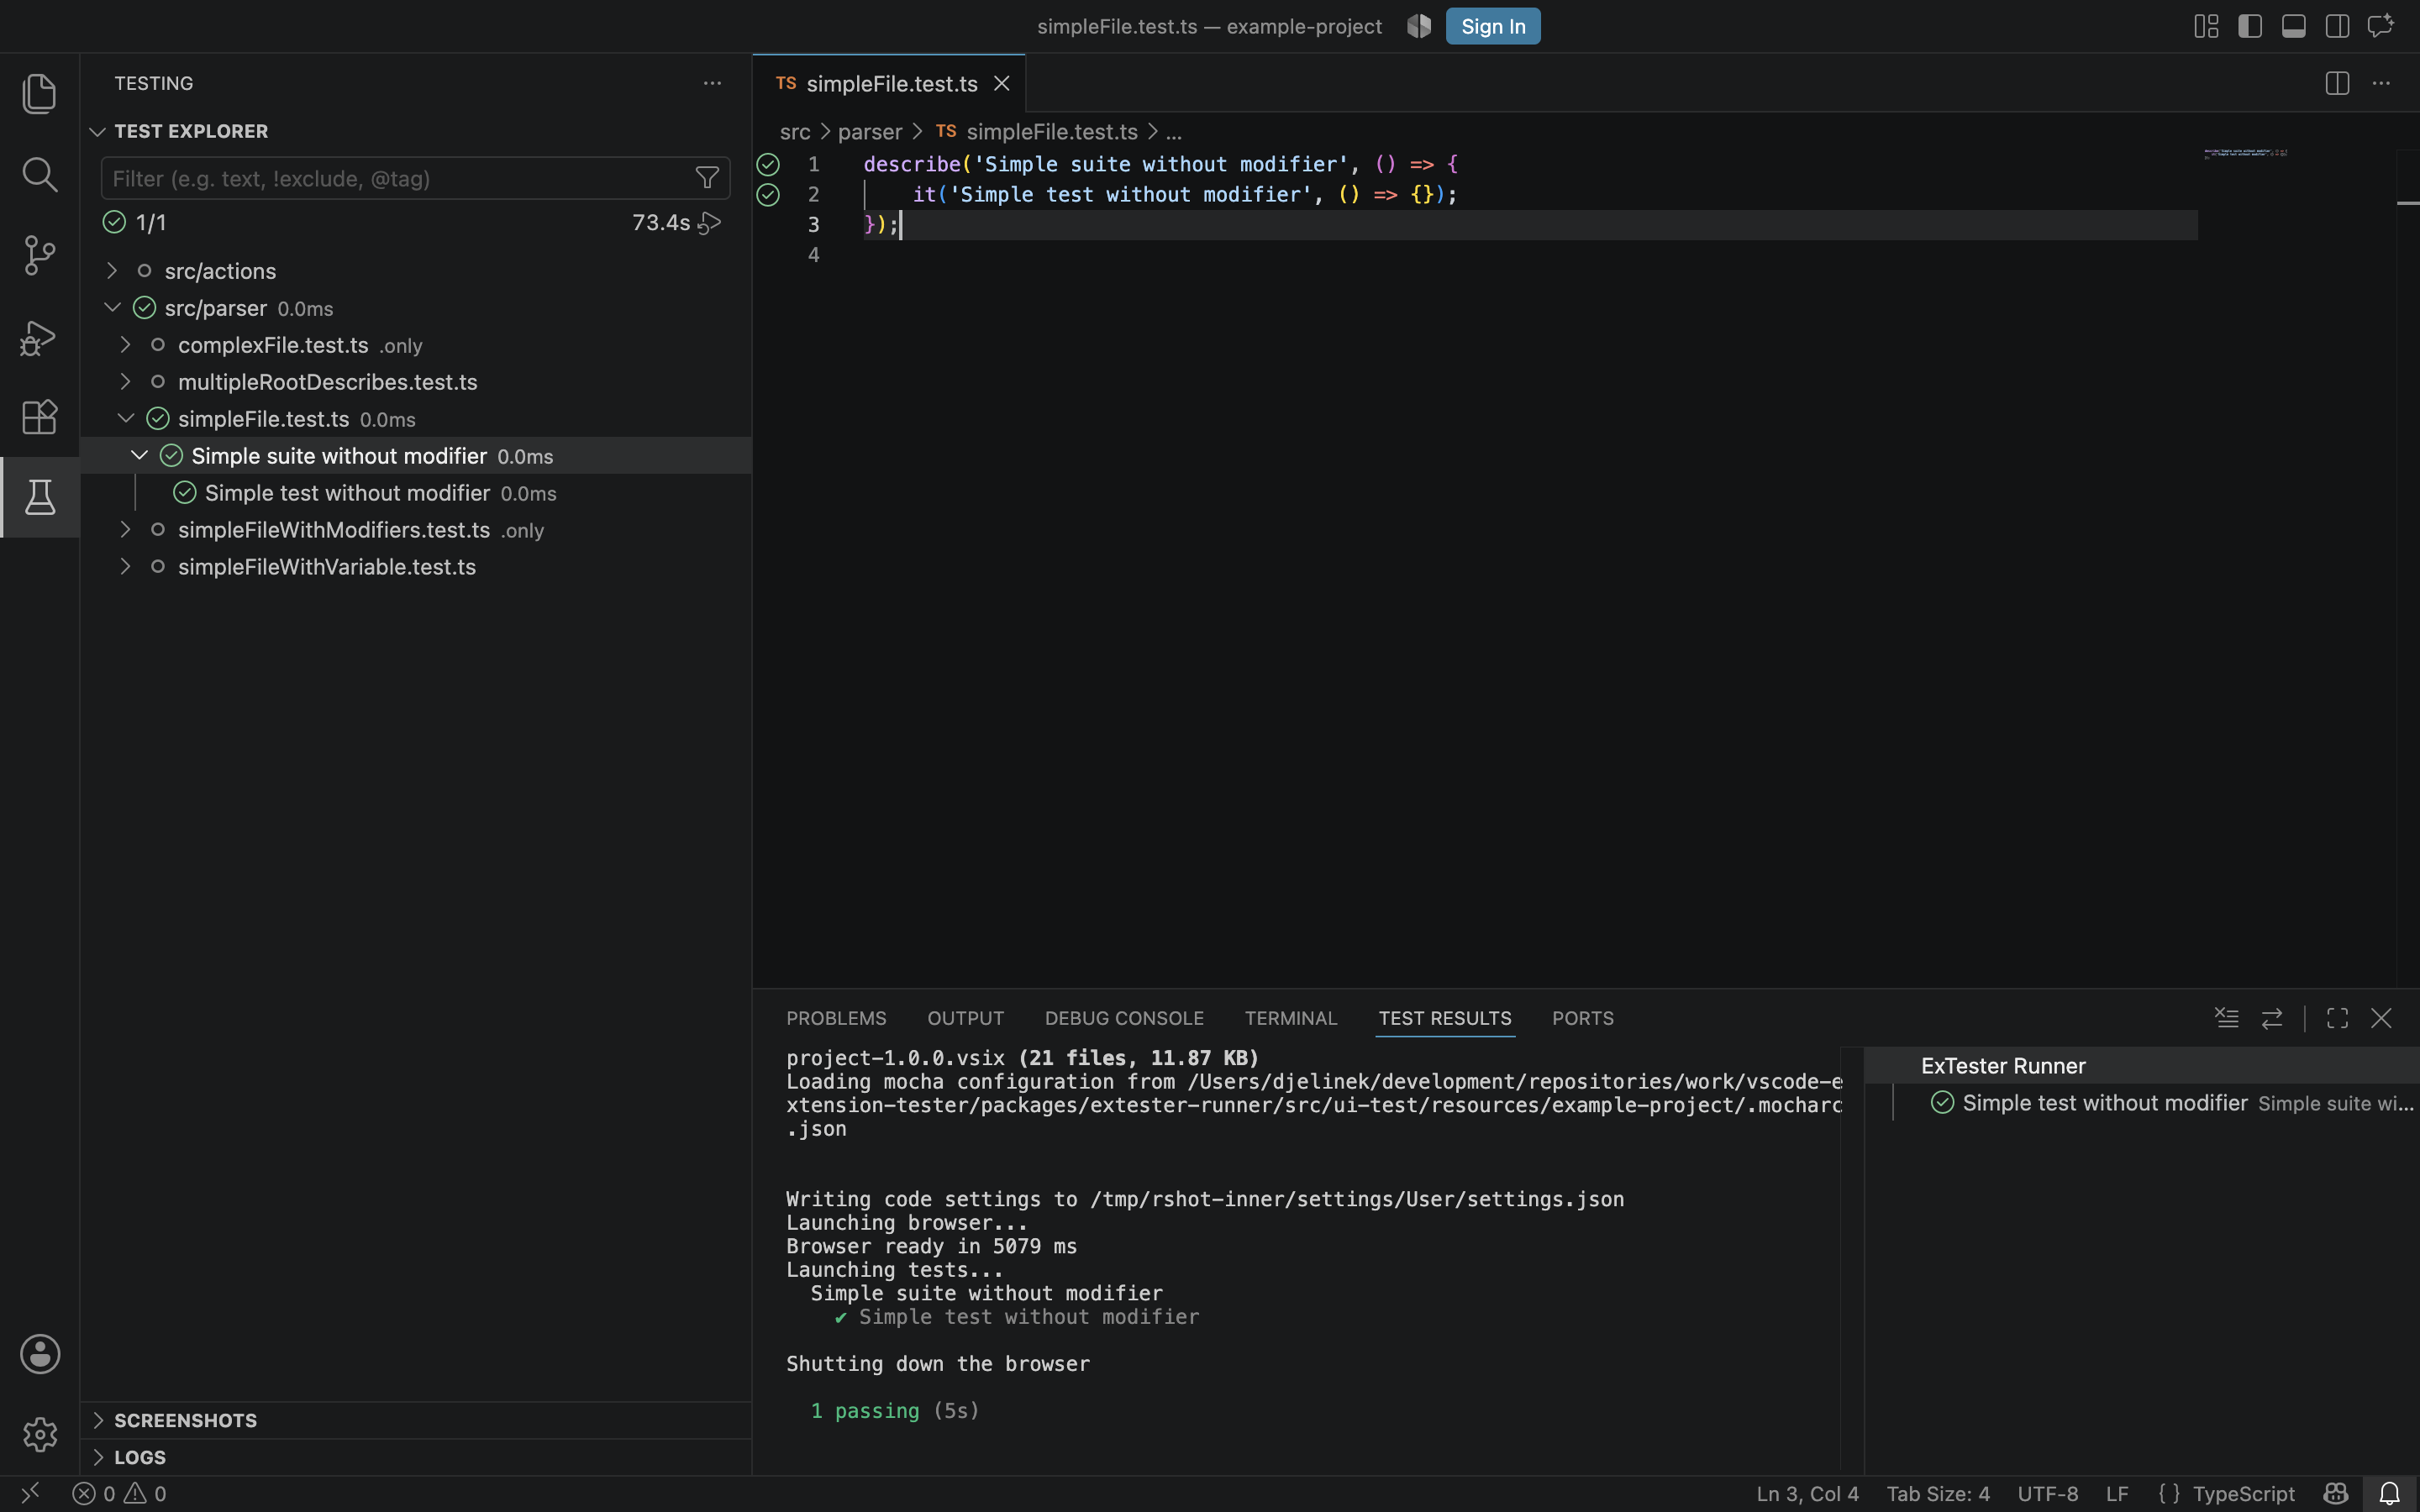 simpleFile.test.ts — example-project
Sign In
TESTING
TEST EXPLORER
Filter (e.g. text, !exclude, @tag)
1/1
73.4s
src/actions
src/parser 0.0ms
complexFile.test.ts .only
multipleRootDescribes.test.ts
simpleFile.test.ts 0.0ms
Simple suite without modifier 0.0ms
Simple test without modifier 0.0ms
simpleFileWithModifiers.test.ts .only
simpleFileWithVariable.test.ts
SCREENSHOTS
LOGS
TS simpleFile.test.ts
src > parser > TS simpleFile.test.ts > ...
1 describe('Simple suite without modifier', () => {
2 it('Simple test without modifier', () => {});
3 });
4
PROBLEMS OUTPUT DEBUG CONSOLE TERMINAL TEST RESULTS PORTS
project-1.0.0.vsix (21 files, 11.87 KB)
Loading mocha configuration from /Users/djelinek/development/repositories/work/vscode-e
xtension-tester/packages/extester-runner/src/ui-test/resources/example-project/.mocharc
.json
Writing code settings to /tmp/rshot-inner/settings/User/settings.json
Launching browser...
Browser ready in 5079 ms
Launching tests...
Simple suite without modifier
✔ Simple test without modifier
Shutting down the browser
1 passing (5s)
ExTester Runner
Simple test without modifier Simple suite wi...
0 0
Ln 3, Col 4 Tab Size: 4 UTF-8 LF {} TypeScript